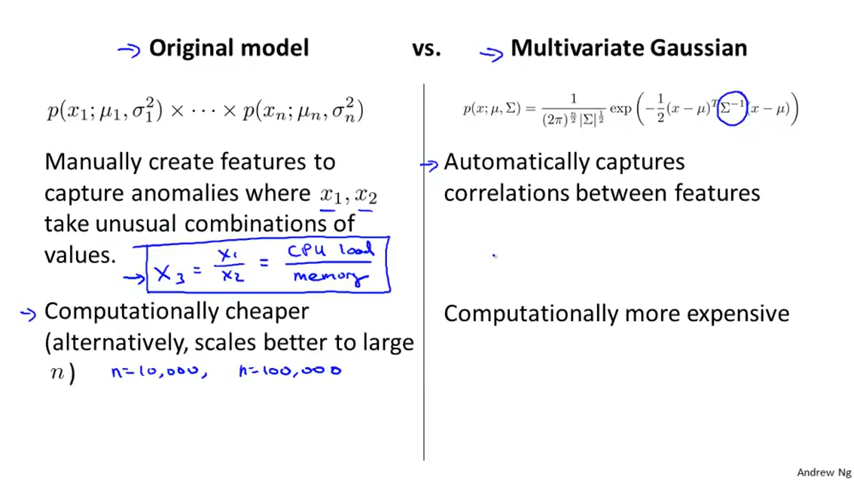 → Original model vs. → Multivariate Gaussian
p(x₁; μ₁, σ₁²) × ⋯ × p(xₙ; μₙ, σₙ²)
Manually create features to
capture anomalies where x₁, x₂
take unusual combinations of
values.
→ x₃ = x₁/x₂ = CPU load/memory
→ Computationally cheaper
(alternatively, scales better to large
n) n=10,000, n=100,000
p(x; μ, Σ) = 1/((2π)^(n/2)|Σ|^(1/2)) exp(−1/2(x − μ)ᵀΣ⁻¹(x − μ))
→ Automatically captures
correlations between features
Computationally more expensive
Andrew Ng